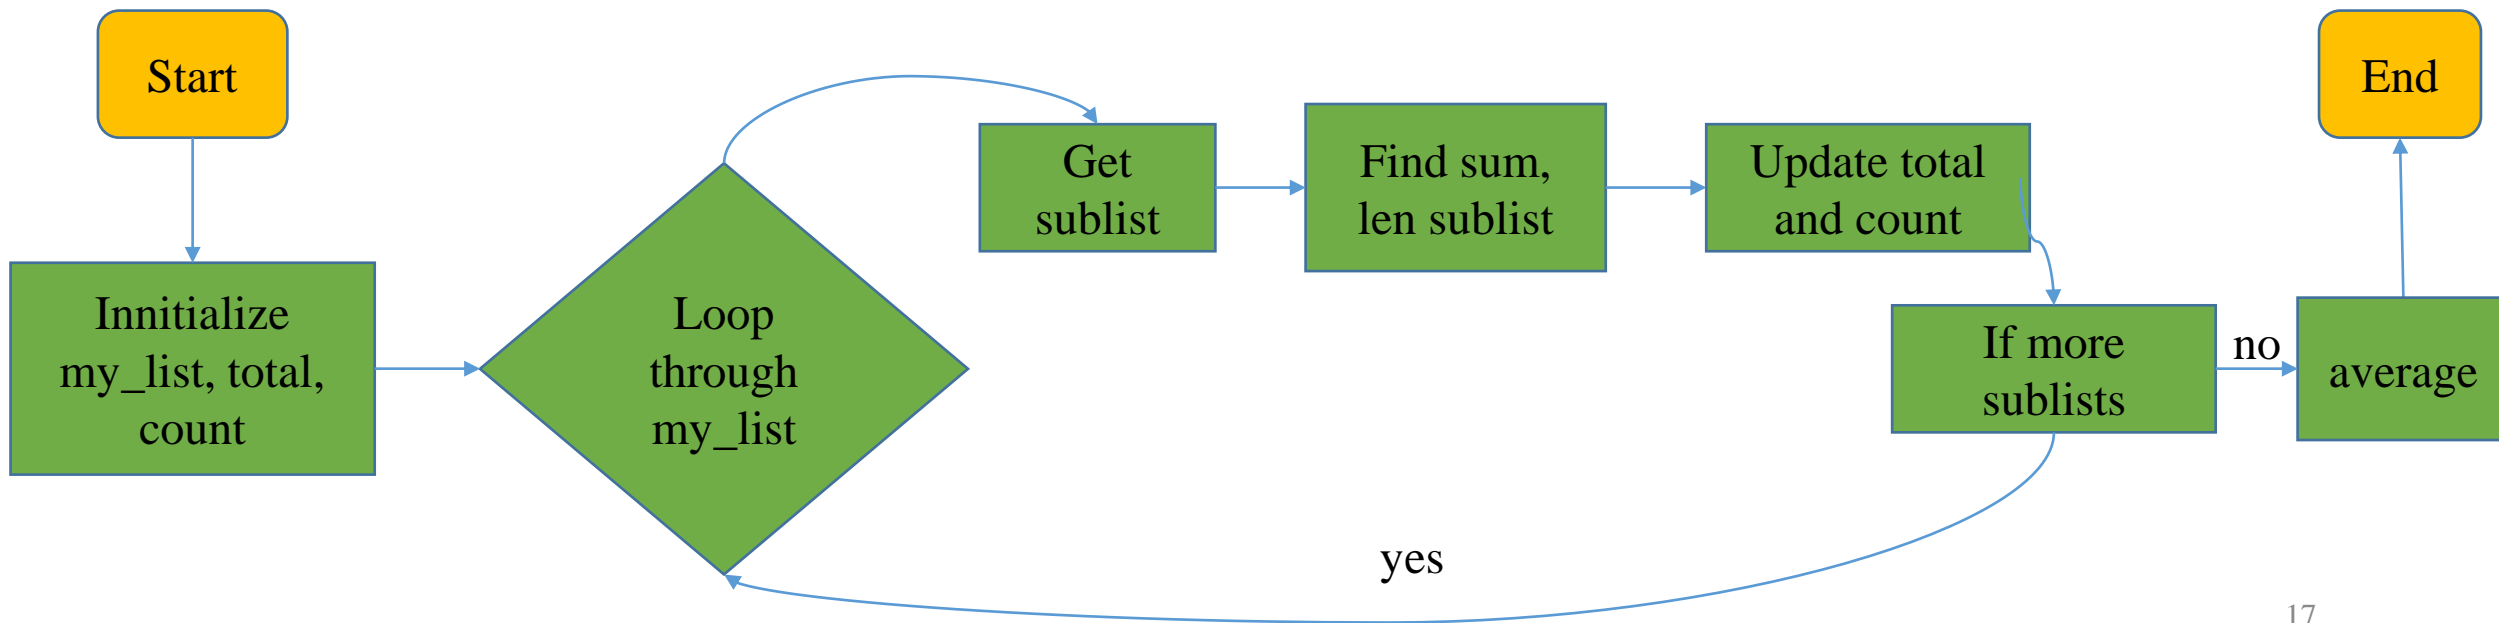 Start
Innitialize
my_list, total,
count
Loop
through
my_list
Get
sublist
Find sum,
len sublist
Update total
and count
If more
sublists
no
average
End
yes
17